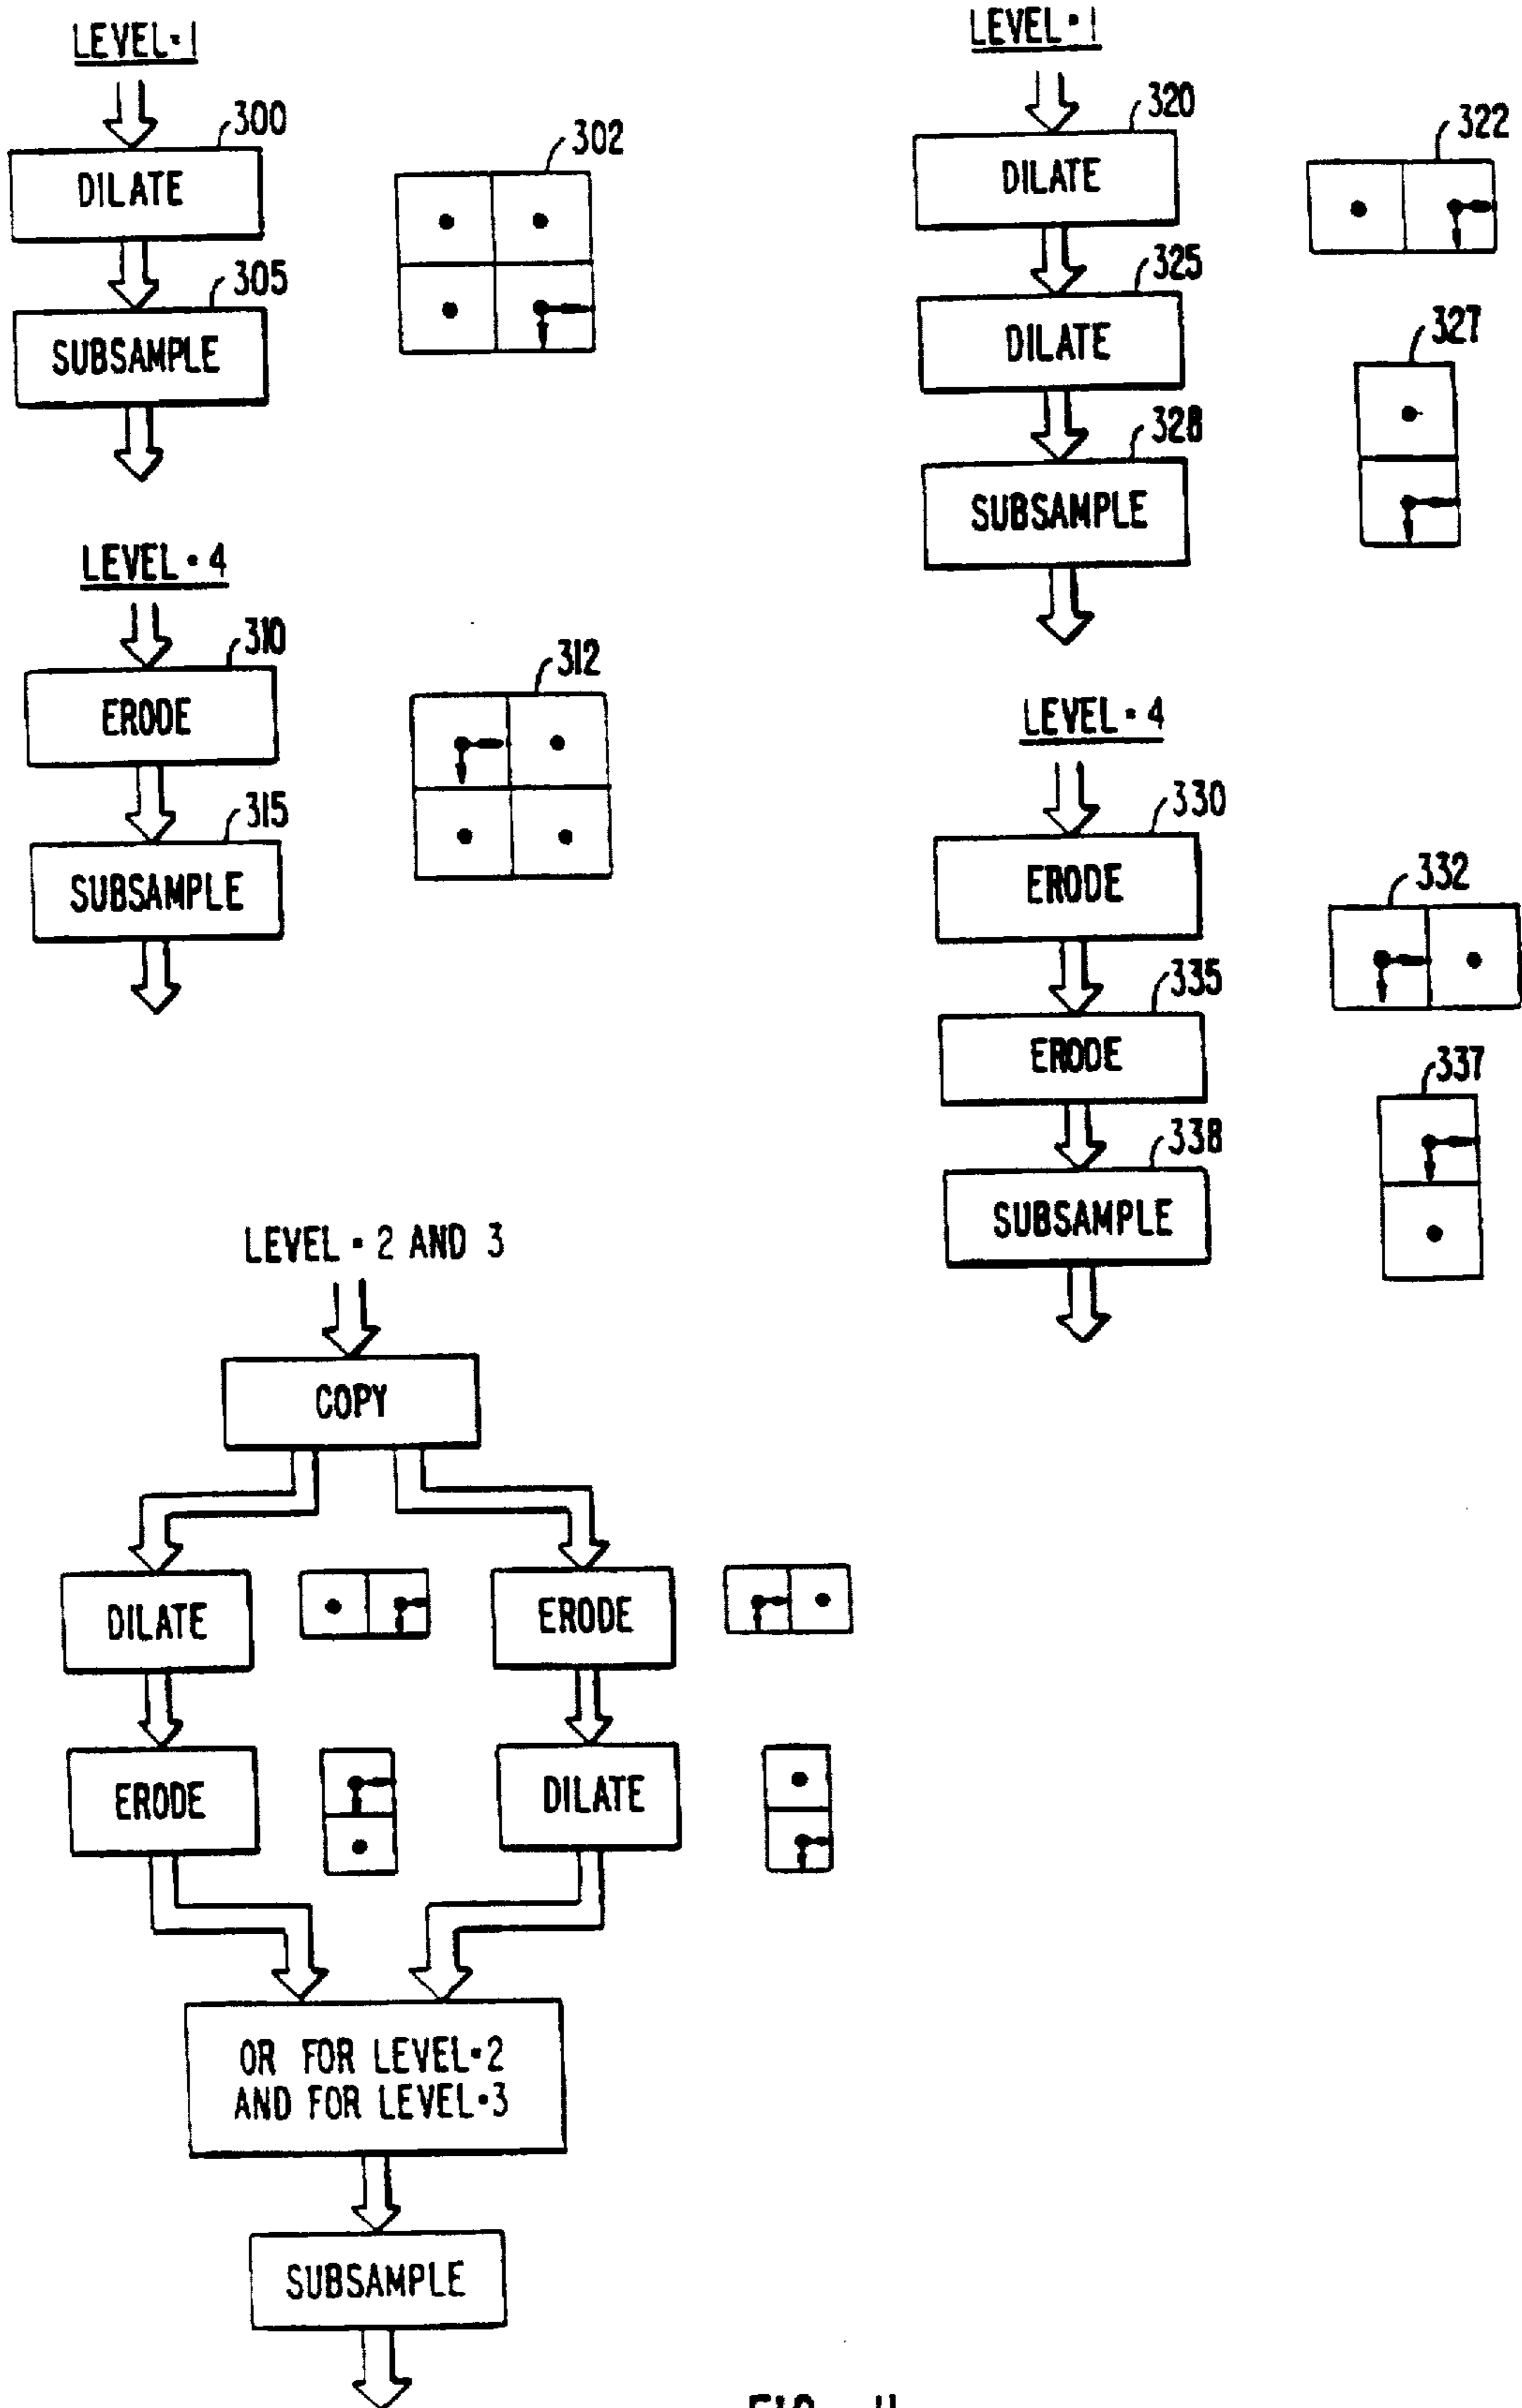 LEVEL=1
300
DILATE
302
305
SUBSAMPLE
LEVEL=4
310
ERODE
312
315
SUBSAMPLE
LEVEL=1
320
DILATE
322
325
DILATE
327
328
SUBSAMPLE
LEVEL=4
330
ERODE
332
335
ERODE
337
338
SUBSAMPLE
LEVEL=2 AND 3
COPY
DILATE
ERODE
ERODE
DILATE
OR FOR LEVEL=2
AND FOR LEVEL=3
SUBSAMPLE